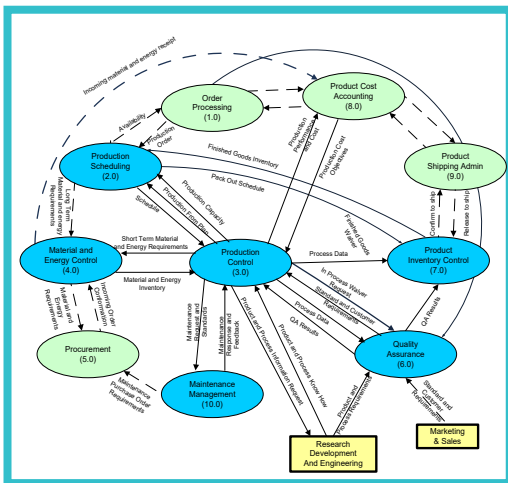 Incoming material and energy receipt
Order
Processing
(1.0)
Product Cost
Accounting
(8.0)
Availability
Production
Order
Production
Performance
and Cost
Production Cost
Objectives
Production
Scheduling
(2.0)
Finished Goods Inventory
Pack Out Schedule
Product
Shipping Admin
(9.0)
Long Term
Material and energy
Requirements
Schedule
Production From Plan
Production Capacity
Finished Goods
Waiver
Confirm to ship
Release to ship
Material and
Energy Control
(4.0)
Short Term Material
and Energy Requirements
Material and Energy
Inventory
Production
Control
(3.0)
Process Data
Product
Inventory Control
(7.0)
In Process Waiver
Request
Standard and Customer
Requirements
Process Data
QA Results
QA Results
Material and
Energy
Requirements
Incoming Order
Confirmation
Procurement
(5.0)
Maintenance
Purchase Order
Requirements
Maintenance
Request and
Standards
Maintenance
Response and
Feedback
Maintenance
Management
(10.0)
Product and Process Information Request
Product and Process Know How
Product and
Process Requirements
Quality
Assurance
(6.0)
Standard and
Customer
Requirements
Research
Development
And Engineering
Marketing
& Sales